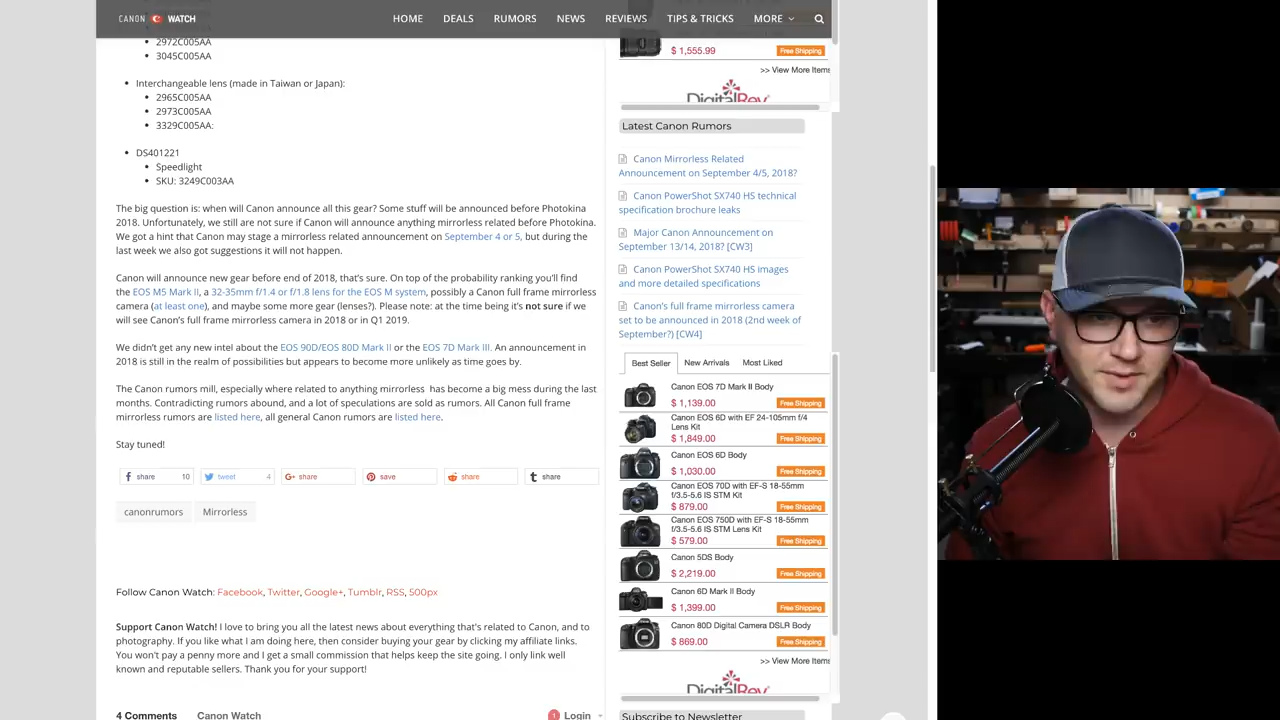 CANON WATCH
HOME DEALS RUMORS NEWS REVIEWS TIPS & TRICKS MORE
2972C005AA
3045C005AA
Interchangeable lens (made in Taiwan or Japan):
2965C005AA
2973C005AA
3329C005AA:
DS401221
Speedlight
SKU: 3249C003AA
The big question is: when will Canon announce all this gear? Some stuff will be announced before Photokina
2018. Unfortunately, we still are not sure if Canon will announce anything mirrorless related before Photokina.
We got a hint that Canon may stage a mirrorless related announcement on September 4 or 5, but during the
last week we also got suggestions it will not happen.
Canon will announce new gear before end of 2018, that's sure. On top of the probability ranking you'll find
the EOS M5 Mark II, a 32-35mm f/1.4 or f/1.8 lens for the EOS M system, possibly a Canon full frame mirrorless
camera (at least one), and maybe some more gear (lenses?). Please note: at the time being it's not sure if we
will see Canon's full frame mirrorless camera in 2018 or in Q1 2019.
We didn't get any new intel about the EOS 90D/EOS 80D Mark II or the EOS 7D Mark III. An announcement in
2018 is still in the realm of possibilities but appears to become more unlikely as time goes by.
The Canon rumors mill, especially where related to anything mirrorless has become a big mess during the last
months. Contradicting rumors abound, and a lot of speculations are sold as rumors. All Canon full frame
mirrorless rumors are listed here, all general Canon rumors are listed here.
Stay tuned!
share 10 tweet 4 share save share share
canonrumors Mirrorless
Follow Canon Watch: Facebook, Twitter, Google+, Tumblr, RSS, 500px
Support Canon Watch! I love to bring you all the latest news about everything that's related to Canon, and to
photography. If you like what I am doing here, then consider buying your gear by clicking my affiliate links.
You won't pay a penny more and I get a small commission that helps keep the site going. I only link well
known and reputable sellers. Thank you for your support!
4 Comments Canon Watch 1 Login
$ 1,555.99 Free Shipping
>> View More Items
DigitalRev
Latest Canon Rumors
Canon Mirrorless Related
Announcement on September 4/5, 2018?
Canon PowerShot SX740 HS technical
specification brochure leaks
Major Canon Announcement on
September 13/14, 2018? [CW3]
Canon PowerShot SX740 HS images
and more detailed specifications
Canon's full frame mirrorless camera
set to be announced in 2018 (2nd week of
September?) [CW4]
Best Seller New Arrivals Most Liked
Canon EOS 7D Mark II Body
$ 1,139.00 Free Shipping
Canon EOS 6D with EF 24-105mm f/4
Lens Kit
$ 1,849.00 Free Shipping
Canon EOS 6D Body
$ 1,030.00 Free Shipping
Canon EOS 70D with EF-S 18-55mm
f/3.5-5.6 IS STM Kit
$ 879.00 Free Shipping
Canon EOS 750D with EF-S 18-55mm
f/3.5-5.6 IS STM Lens Kit
$ 579.00 Free Shipping
Canon 5DS Body
$ 2,219.00 Free Shipping
Canon 6D Mark II Body
$ 1,399.00 Free Shipping
Canon 80D Digital Camera DSLR Body
$ 869.00 Free Shipping
>> View More Items
DigitalRev
Subscribe to Newsletter